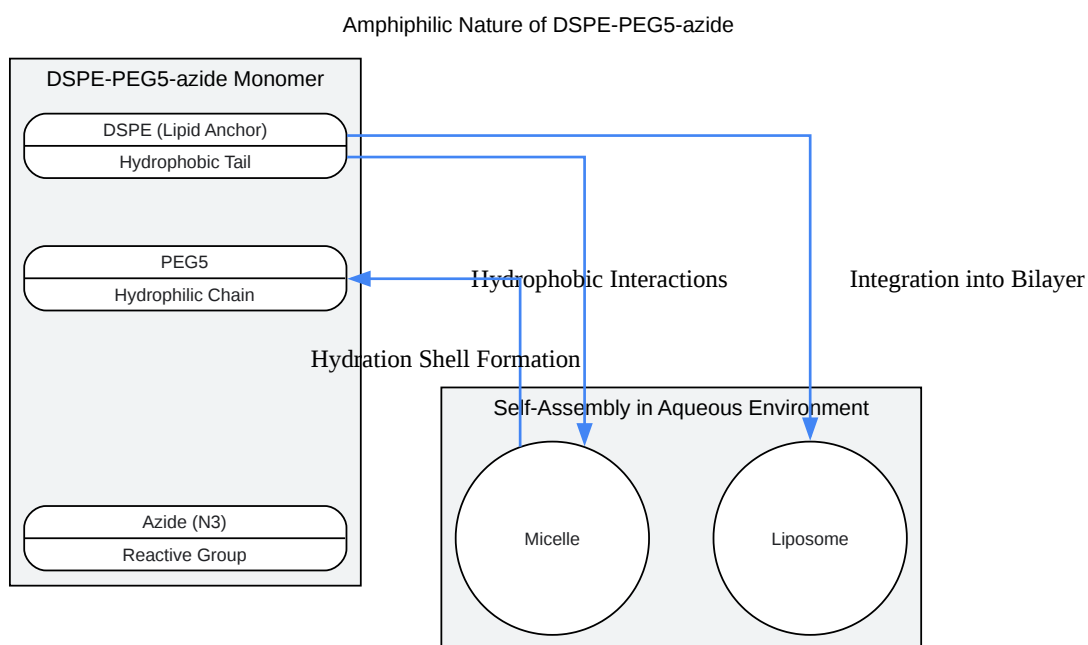 Amphiphilic Nature of DSPE-PEG5-azide
DSPE-PEG5-azide Monomer
DSPE (Lipid Anchor)
Hydrophobic Tail
PEG5
Hydrophilic Chain
Hydrophobic Interactions
Integration into Bilayer
Hydration Shell Formation
Self-Assembly in Aqueous Environment
Azide (N3)
Reactive Group
Micelle
Liposome